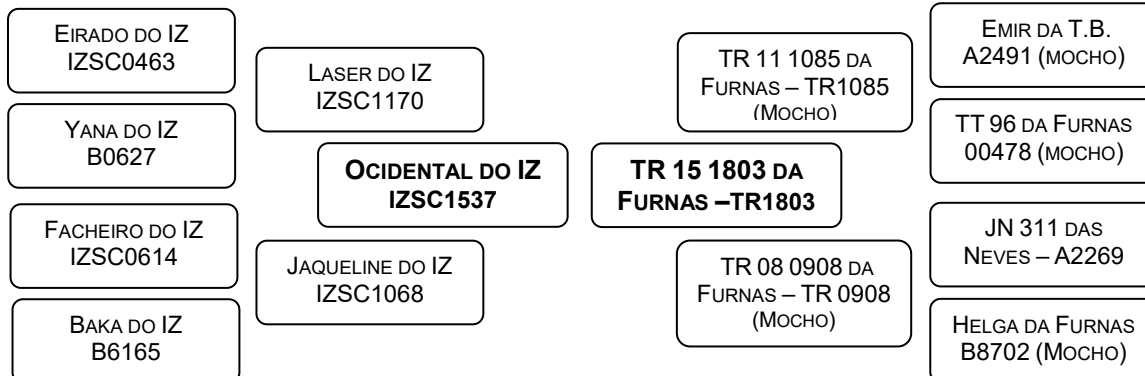 EIRADO DO IZ
IZSC0463
YANA DO IZ
B0627
FACHEIRO DO IZ
IZSC0614
BAKA DO IZ
B6165
LASER DO IZ
IZSC1170
JAQUELINE DO IZ
IZSC1068
OCIDENTAL DO IZ
IZSC1537
TR 15 1803 DA
FURNAS –TR1803
TR 11 1085 DA
FURNAS – TR1085
(MOCHO)
TR 08 0908 DA
FURNAS – TR 0908
(MOCHO)
EMIR DA T.B.
A2491 (MOCHO)
TT 96 DA FURNAS
00478 (MOCHO)
JN 311 DAS
NEVES – A2269
HELGA DA FURNAS
B8702 (MOCHO)